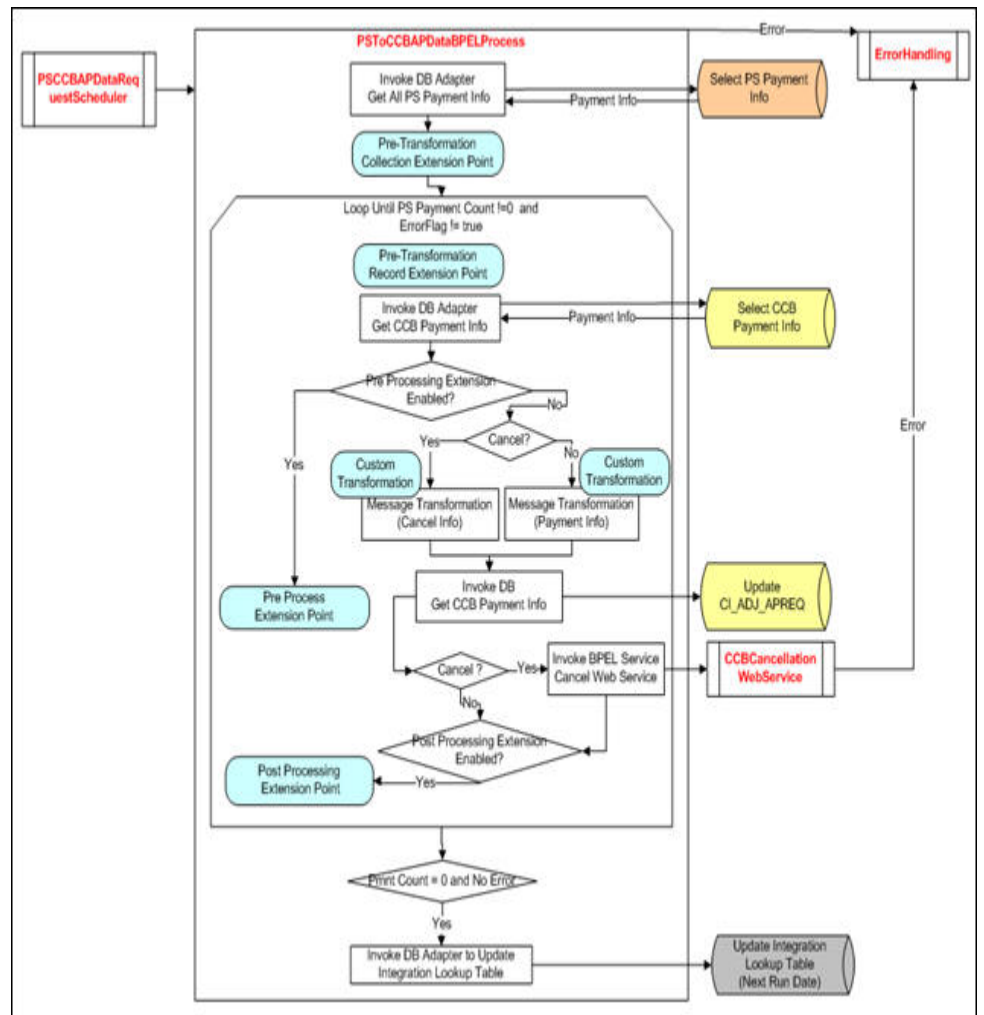 PSCCBAPDataReq
uestScheduler
PSToCCBAPDataBPELProcess
Error
ErrorHandling
Invoke DB Adapter
Get All PS Payment Info
Payment Info
Select PS Payment
Info
Pre-Transformation
Collection Extension Point
Loop Until PS Payment Count !=0 and
ErrorFlag != true
Pre-Transformation
Record Extension Point
Invoke DB Adapter
Get CCB Payment Info
Payment Info
Select CCB
Payment Info
Pre Processing Extension
Enabled?
No
Cancel?
Yes
No
Yes
Error
Custom
Transformation
Custom
Transformation
Message Transformation
(Cancel Info)
Message Transformation
(Payment Info)
Invoke DB
Get CCB Payment Info
Update
CI_ADJ_APREQ
Pre Process
Extension Point
Cancel ?
Yes
Invoke BPEL Service
Cancel Web Service
CCBCancellation
WebService
No
Post Processing Extension
Enabled?
Yes
Post Processing
Extension Point
Pmnt Count = 0 and No Error
Yes
Invoke DB Adapter to Update
Integration Lookup Table
Update Integration
Lookup Table
(Next Run Date)